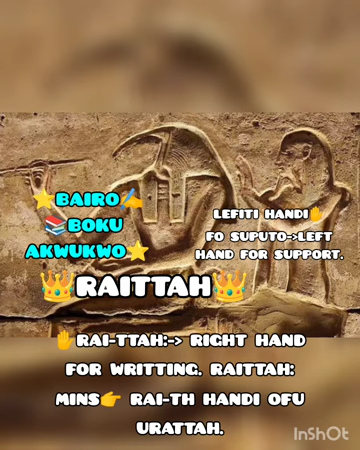 ⭐BAIRO✍️
📚BOKU
AKWUKWO⭐
LEFITI HANDI✋
FO SUPUTO->LEFT
HAND FOR SUPPORT.
👑RAITTAH👑
✋RAI-TTAH:-> RIGHT HAND
FOR WRITTING. RAITTAH:
MINS👉 RAI-TH HANDI OFU
URATTAH.
InShOt